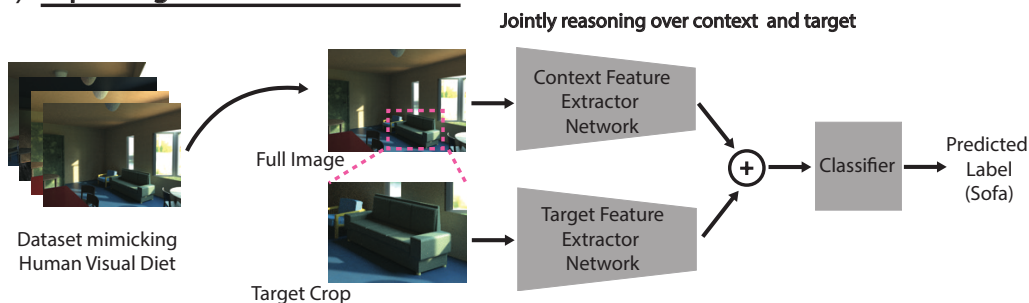 Jointly reasoning over context and target
Context Feature
Extractor
Network
Full Image
Dataset mimicking
Human Visual Diet
Target Crop
Target Feature
Extractor
Network
+
Classifier
Predicted
Label
(Sofa)